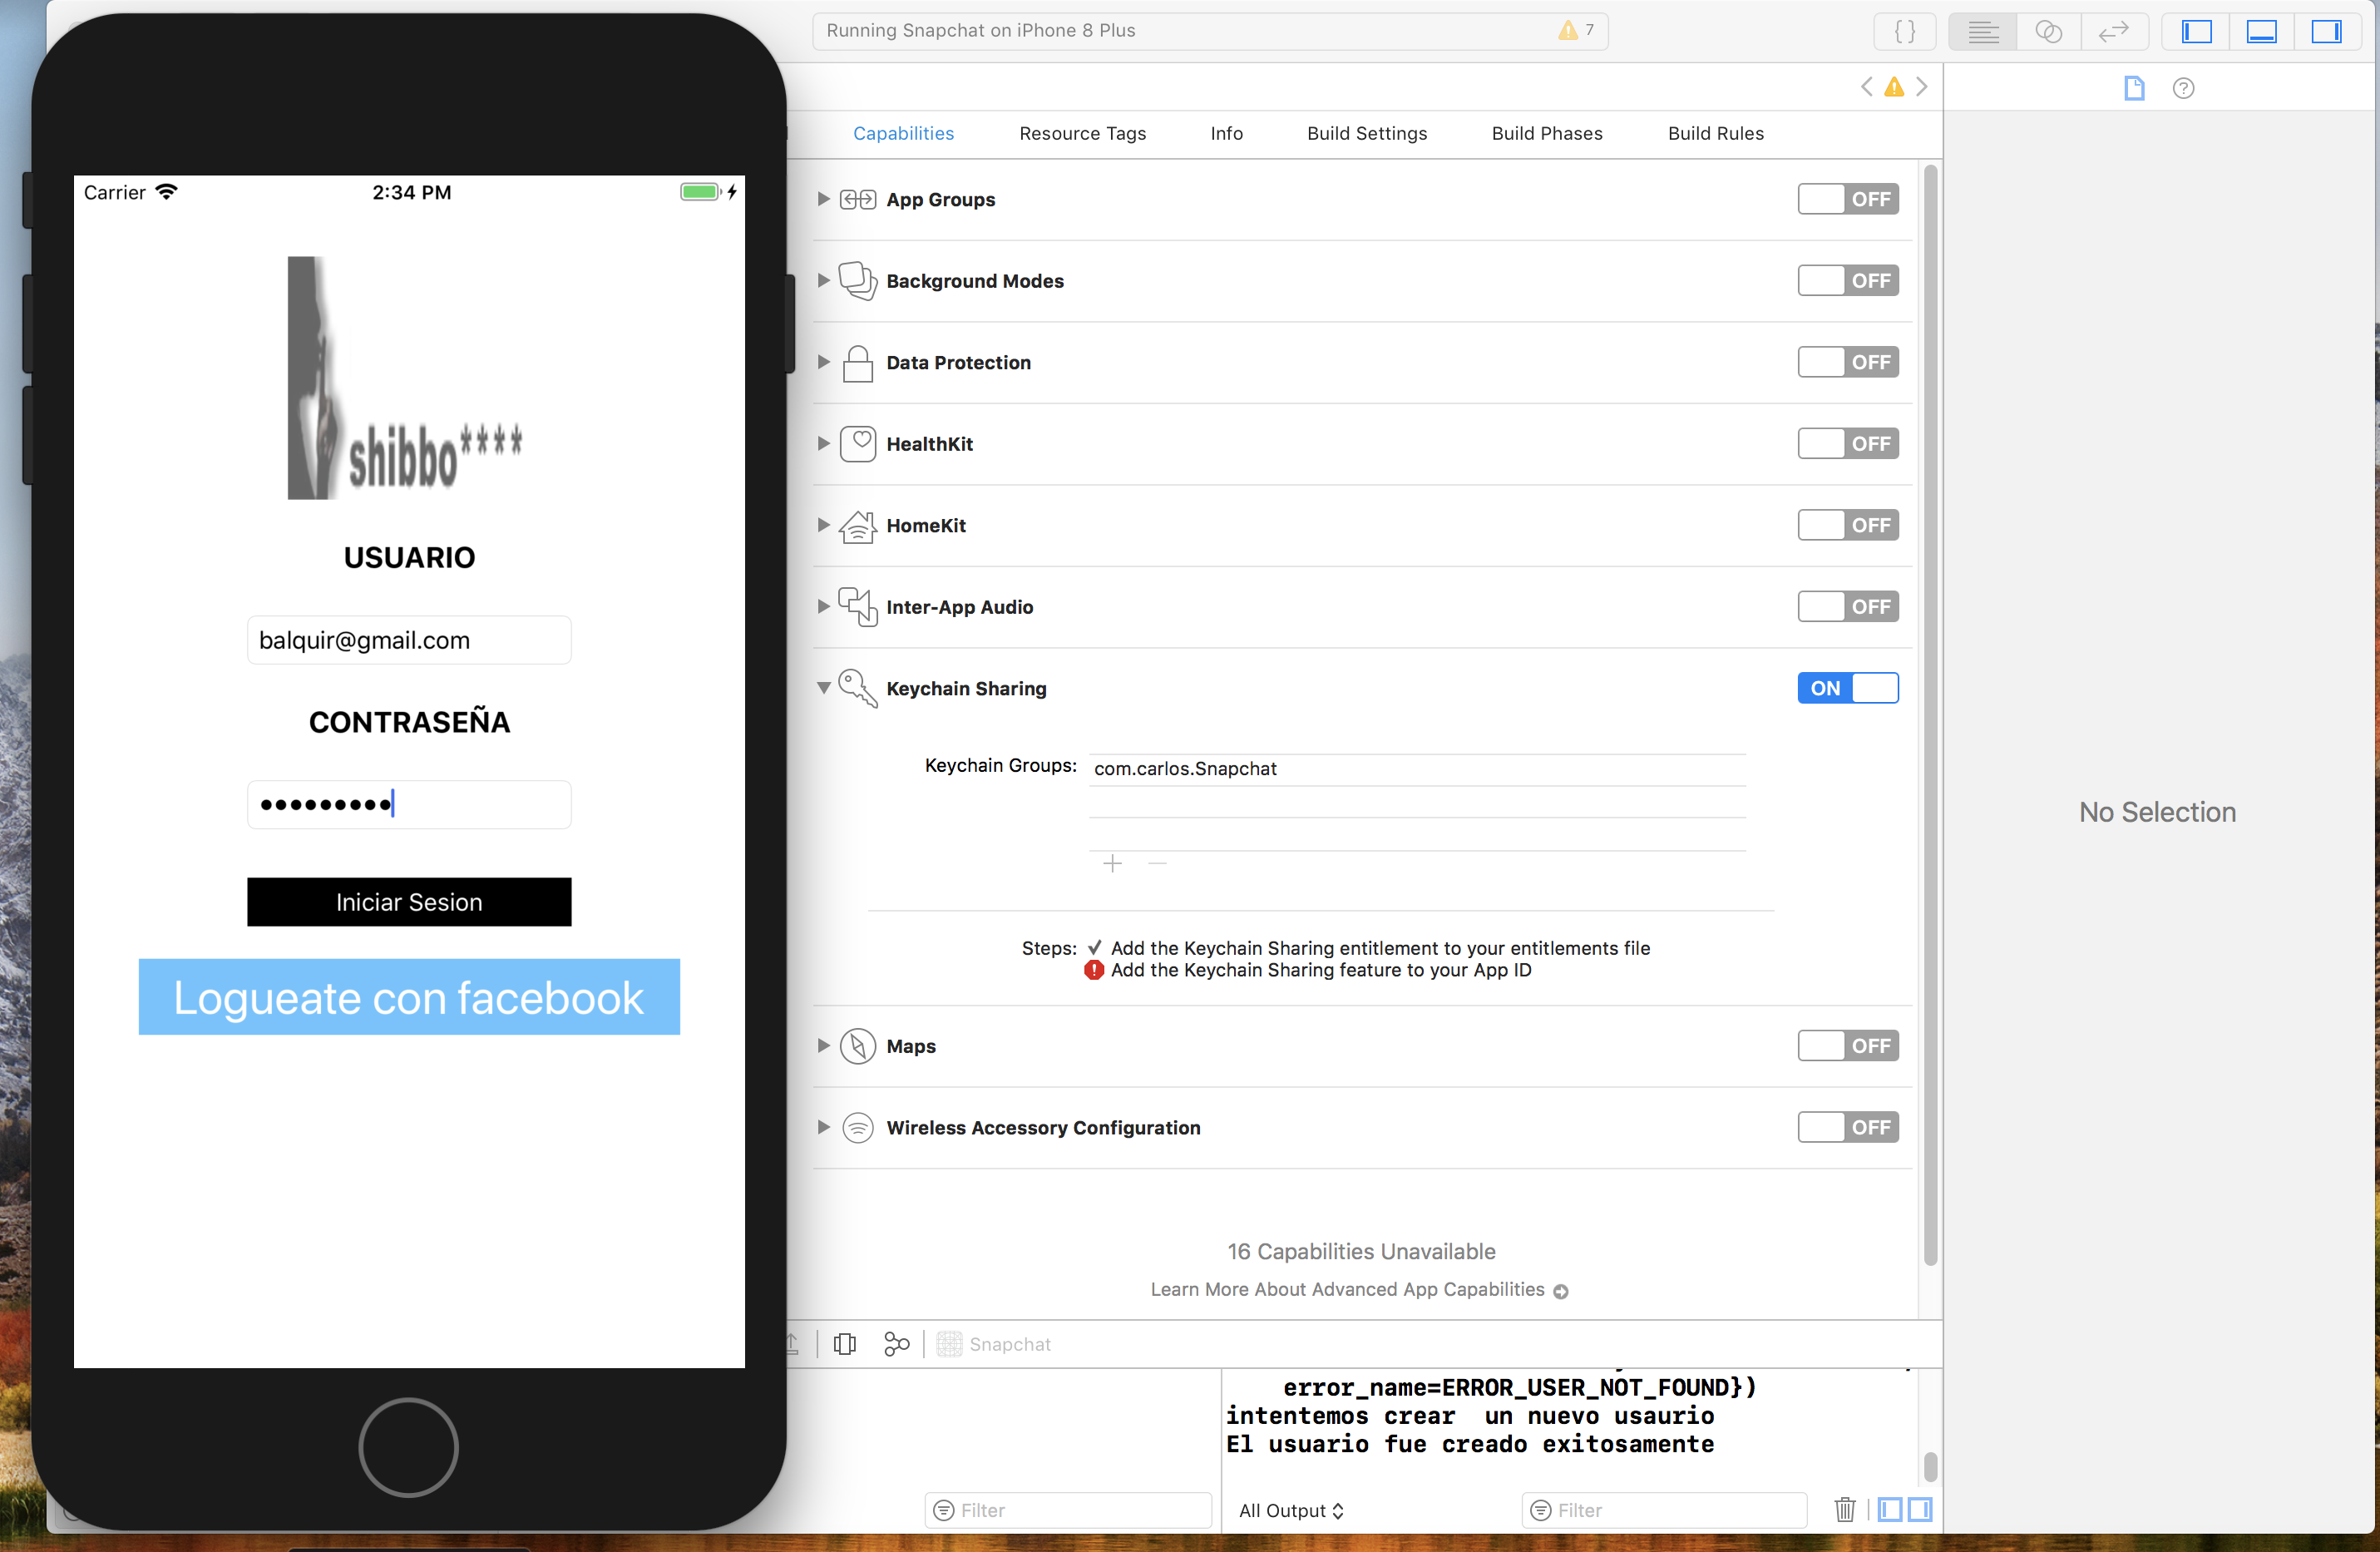 Running Snapchat on iPhone 8 Plus
7
Capabilities
Resource Tags
Info
Build Settings
Build Phases
Build Rules
Carrier
2:34 PM
shibbo****
USUARIO
balquir@gmail.com
CONTRASEÑA
Iniciar Sesion
Logueate con facebook
App Groups
OFF
Background Modes
OFF
Data Protection
OFF
HealthKit
OFF
HomeKit
OFF
Inter-App Audio
OFF
Keychain Sharing
ON
Keychain Groups:
com.carlos.Snapchat
Steps: ✓ Add the Keychain Sharing entitlement to your entitlements file
Add the Keychain Sharing feature to your App ID
Maps
OFF
Wireless Accessory Configuration
OFF
16 Capabilities Unavailable
Learn More About Advanced App Capabilities
No Selection
Snapchat
error_name=ERROR_USER_NOT_FOUND})
intentemos crear  un nuevo usaurio
El usuario fue creado exitosamente
Filter
All Output
Filter